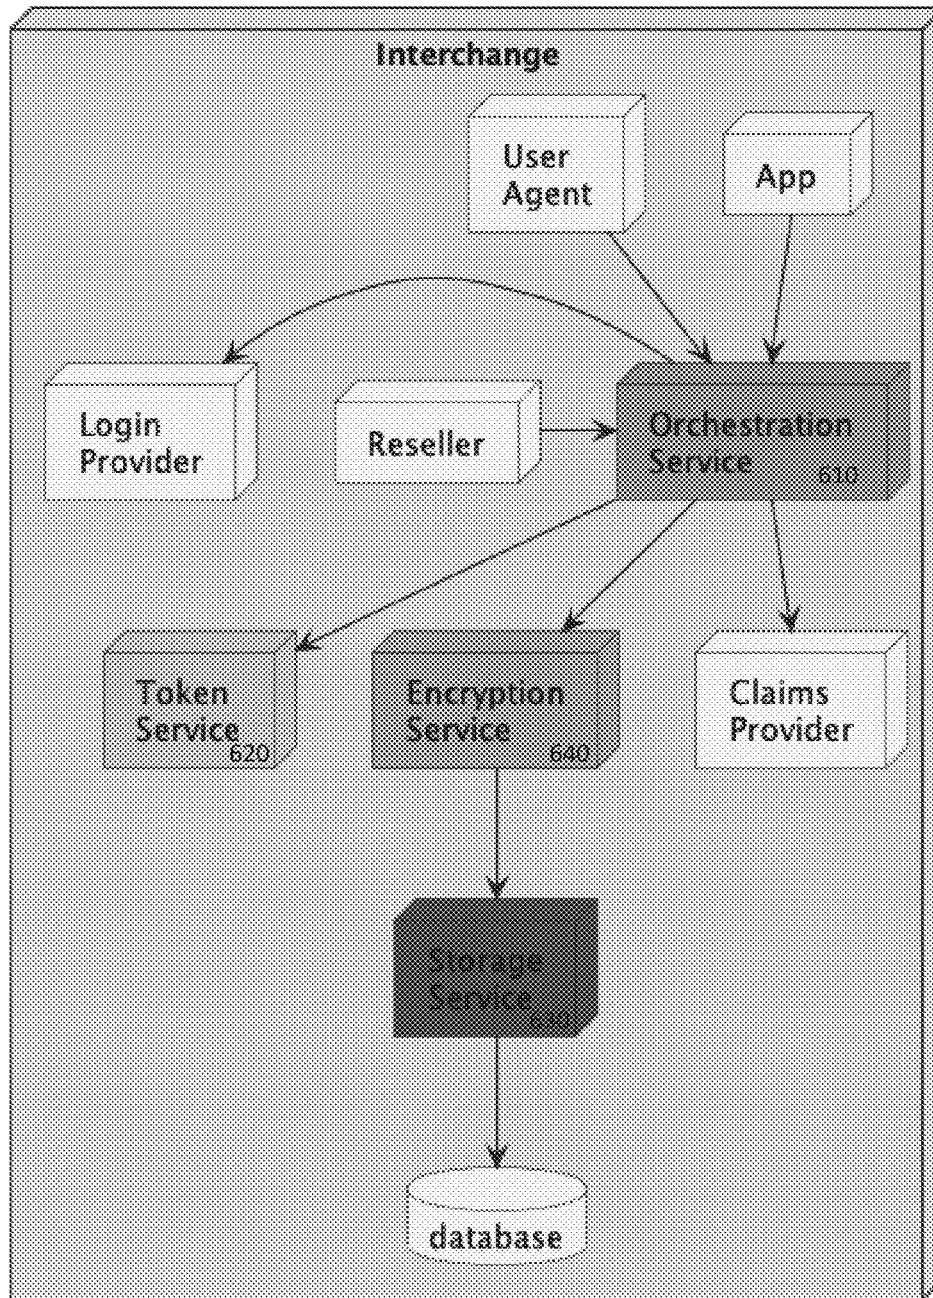 Interchange
User
Agent
App
Login
Provider
Reseller
Orchestration
Service
610
Token
Service
620
Encryption
Service
640
Claims
Provider
Storage
Service
630
database